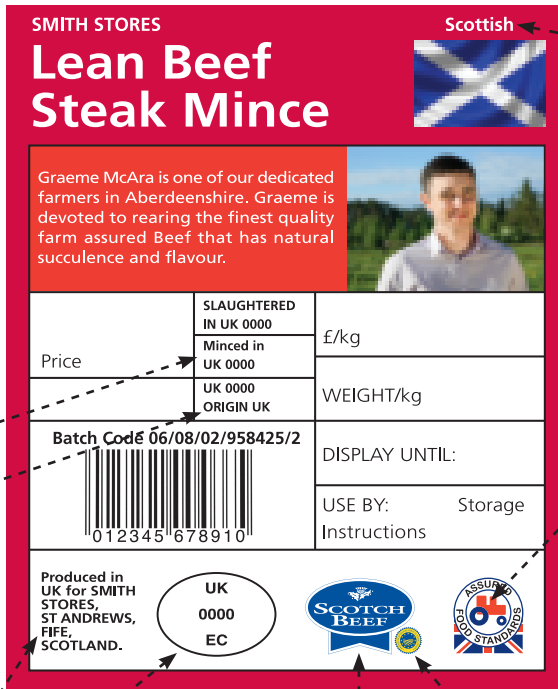 SMITH STORES
Scottish
Lean Beef
Steak Mince
Graeme McAra is one of our dedicated
farmers in Aberdeenshire. Graeme is
devoted to rearing the finest quality
farm assured Beef that has natural
succulence and flavour.
SLAUGHTERED
IN UK 0000
Price
Minced in
UK 0000
UK 0000
ORIGIN UK
£/kg
WEIGHT/kg
Batch Code 06/08/02/958425/2
012345 678910
DISPLAY UNTIL:
USE BY: Storage
Instructions
Produced in
UK for SMITH
STORES,
ST ANDREWS,
FIFE,
SCOTLAND.
UK
0000
EC
SCOTCH
BEEF
ASSURED
FOOD STANDARDS